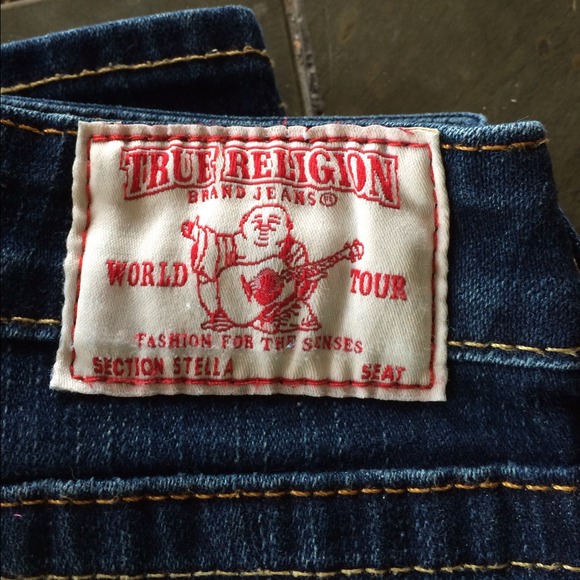 TRUE RELIGION
BRAND JEANS®
WORLD TOUR
FASHION FOR THE SENSES
SECTION STELLA SEAT